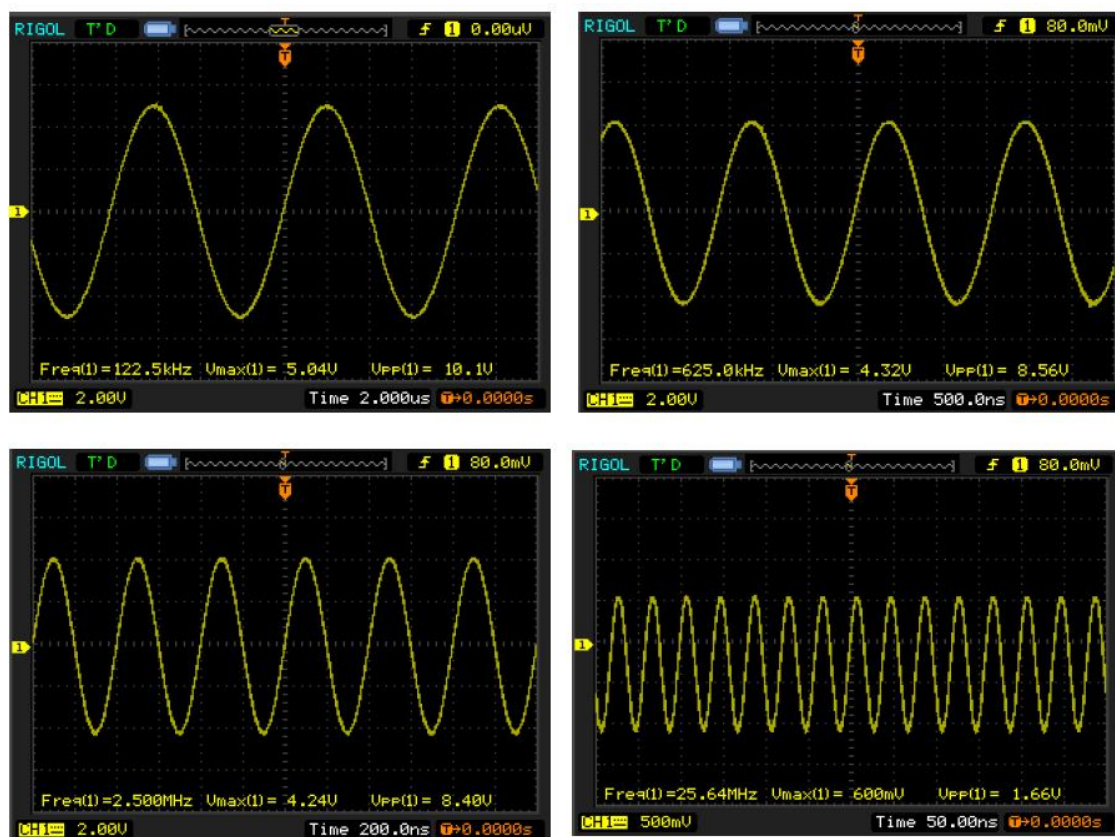 RIGOL T'D T 1 0.00uV
T
1
Freq(1)=122.5kHz Vmax(1)= 5.04V Vpp(1)= 10.1V
CH1 2.00V Time 2.000us T→0.0000s
RIGOL T'D T 1 80.0mV
T
1
Freq(1)=625.0kHz Vmax(1)= 4.32V Vpp(1)= 8.56V
CH1 2.00V Time 500.0ns T→0.0000s
RIGOL T'D T 1 80.0mV
T
1
Freq(1)=2.500MHz Vmax(1)= 4.24V Vpp(1)= 8.40V
CH1 2.00V Time 200.0ns T→0.0000s
RIGOL T'D T 1 80.0mV
T
1
Freq(1)=25.64MHz Vmax(1)= 600mV Vpp(1)= 1.66V
CH1 500mV Time 50.00ns T→0.0000s